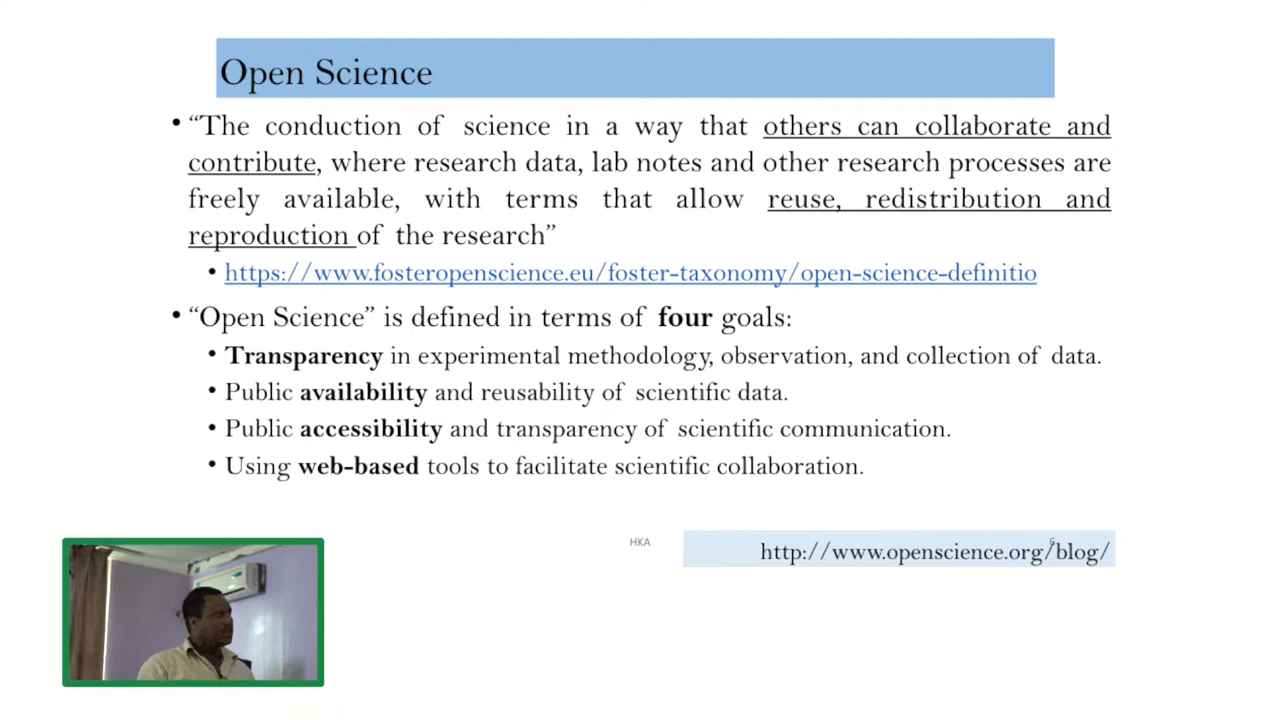 Open Science
• “The conduction of science in a way that others can collaborate and
contribute, where research data, lab notes and other research processes are
freely available, with terms that allow reuse, redistribution and
reproduction of the research”
• https://www.fosteropenscience.eu/foster-taxonomy/open-science-definitio
• “Open Science” is defined in terms of four goals:
• Transparency in experimental methodology, observation, and collection of data.
• Public availability and reusability of scientific data.
• Public accessibility and transparency of scientific communication.
• Using web-based tools to facilitate scientific collaboration.
HKA
http://www.openscience.org/blog/